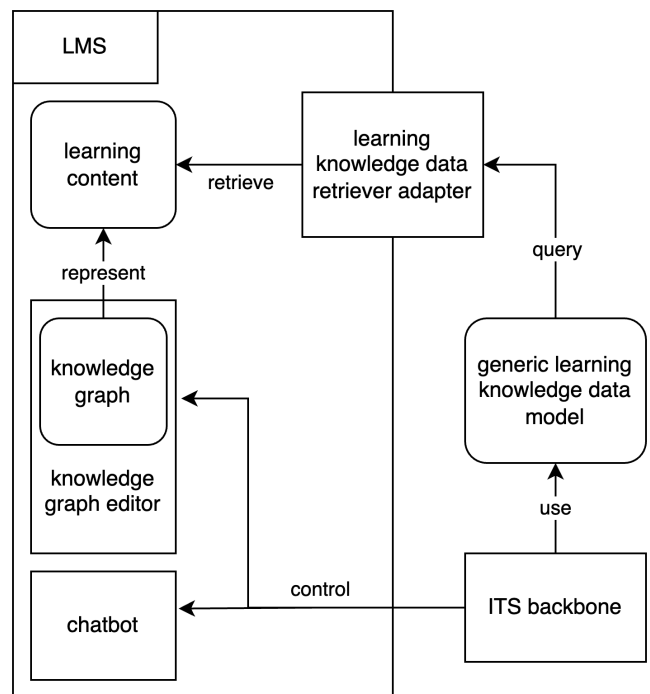 LMS
learning
content
retrieve
learning
knowledge data
retriever adapter
represent
query
knowledge
graph
generic learning
knowledge data
model
knowledge
graph editor
use
control
chatbot
ITS backbone